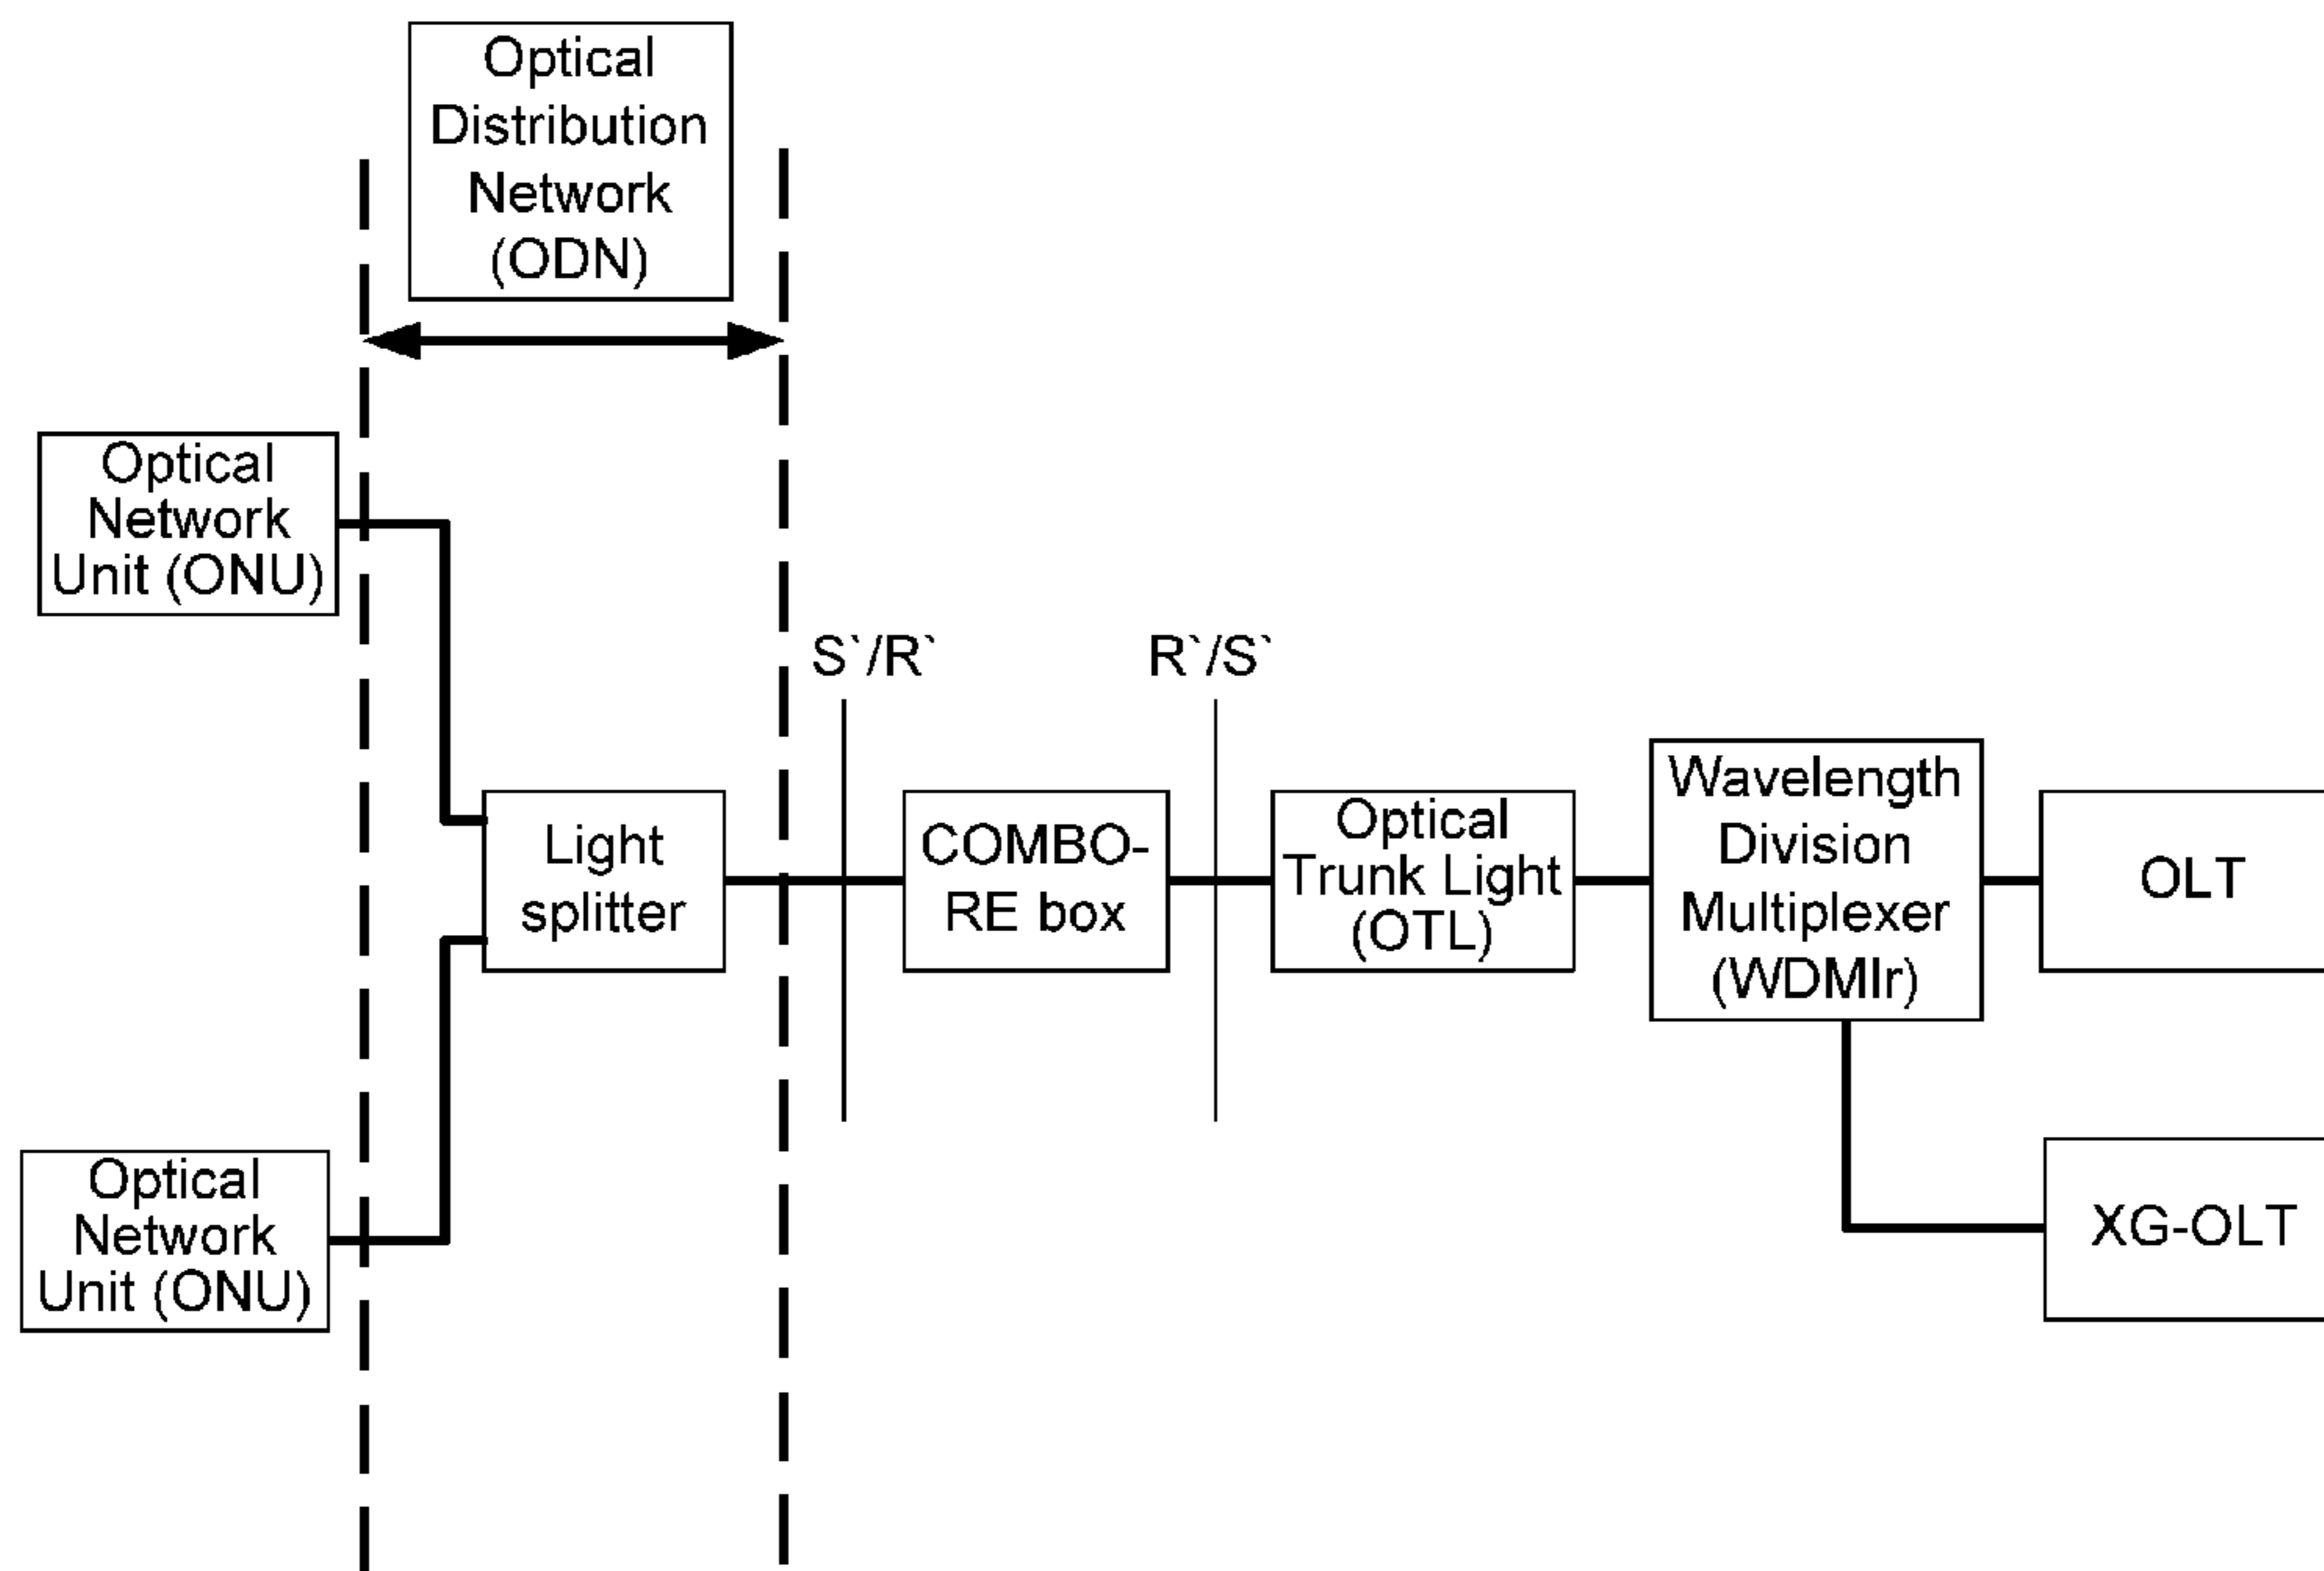 Optical
Distribution
Network
(ODN)
Optical
Network
Unit (ONU)
S`/R`
R`/S`
Light
splitter
COMBO-
RE box
Optical
Trunk Light
(OTL)
Wavelength
Division
Multiplexer
(WDMIr)
OLT
Optical
Network
Unit (ONU)
XG-OLT